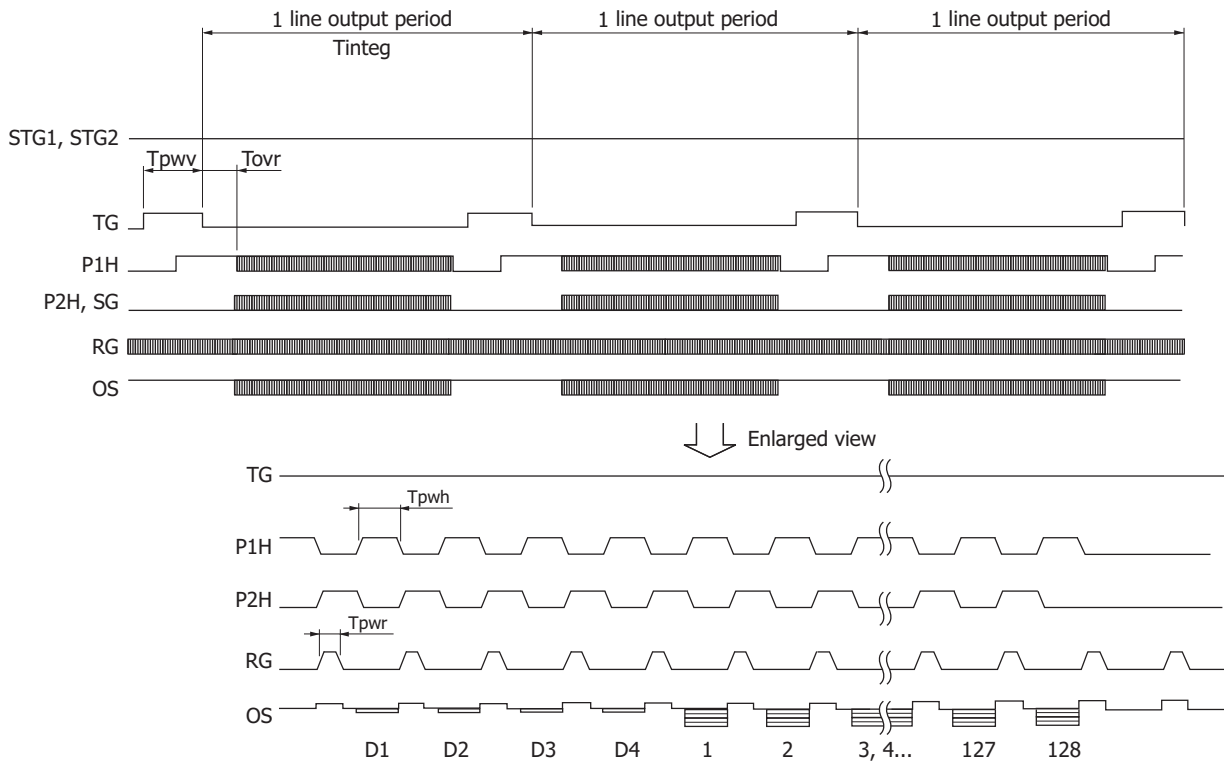 1 line output period 1 line output period 1 line output period
Tinteg
STG1, STG2
Tpwv Tovr
TG
P1H
P2H, SG
RG
OS
Enlarged view
TG
Tpwh
P1H
P2H
Tpwr
RG
OS
D1 D2 D3 D4 1 2 3, 4... 127 128